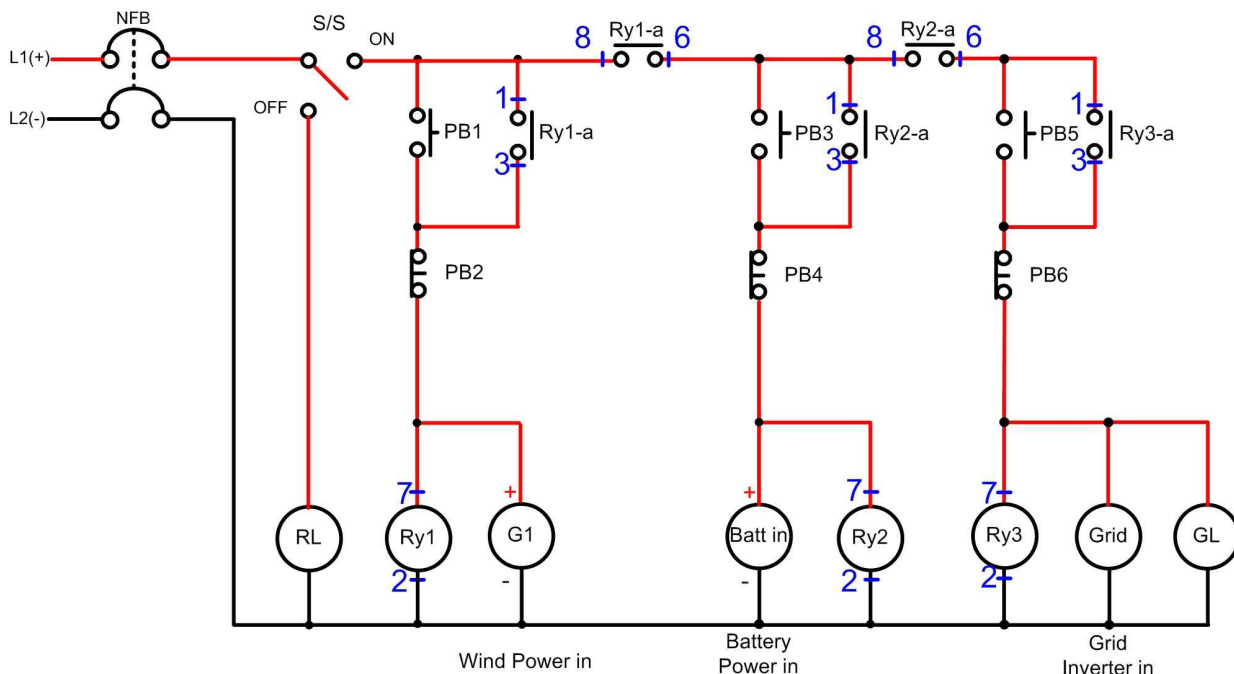 NFB
S/S
ON
8
Ry1-a
6
8
Ry2-a
6
L1(+)
L2(-)
OFF
PB1
1
3
Ry1-a
PB3
1
3
Ry2-a
PB5
1
3
Ry3-a
PB2
PB4
PB6
RL
7
Ry1
2
+
G1
-
+
Batt in
-
7
Ry2
2
7
Ry3
2
Grid
GL
Wind Power in
Battery
Power in
Grid
Inverter in